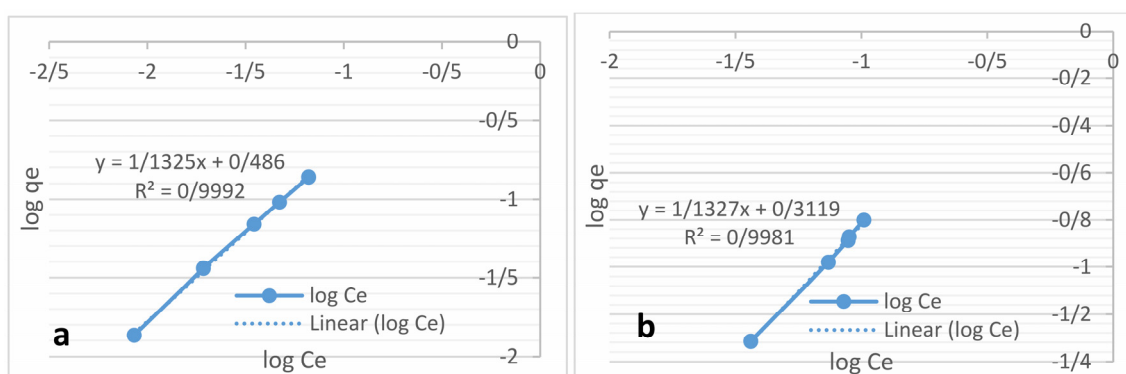 0
-2/5 -2 -1/5 -1 -0/5 0
-0/5
y = 1/1325x + 0/486
R² = 0/9992
-1
log qe
-1/5
log Ce
Linear (log Ce)
a
-2
log Ce
0
-2 -1/5 -1 -0/5 0
-0/2
-0/4
-0/6
y = 1/1327x + 0/3119
-0/8
R² = 0/9981
log qe
-1
-1/2
log Ce
Linear (log Ce)
b
-1/4
log Ce